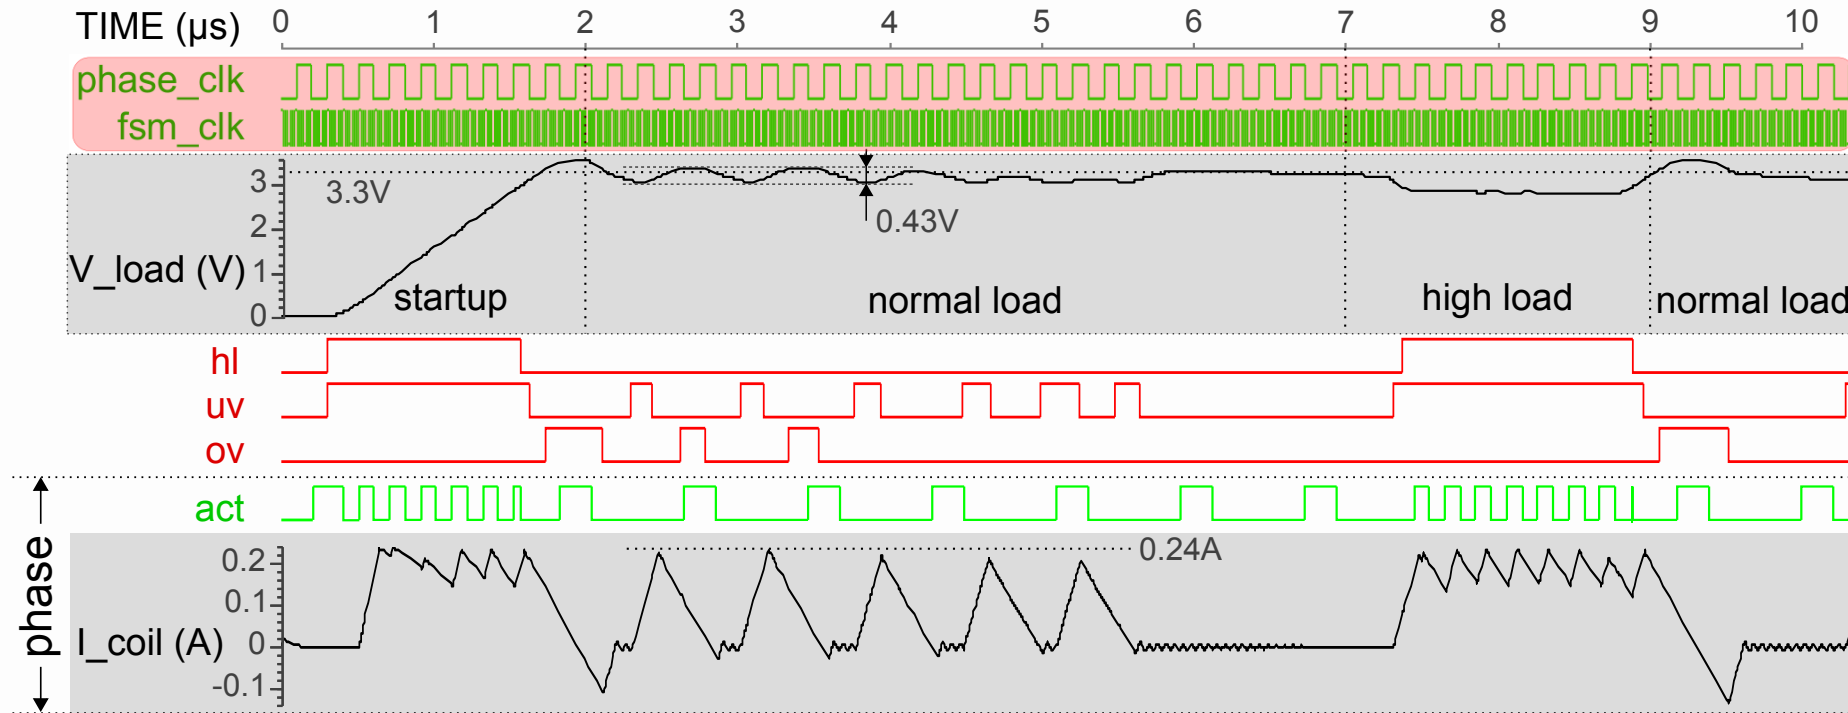 TIME (µs) 0 1 2 3 4 5 6 7 8 9 10
phase_clk
fsm_clk
3
3.3V
2
0.43V
V_load (V)
1
0
startup
normal load
high load
normal load
hl
uv
ov
act
phase
0.2
0.24A
0.1
I_coil (A)
0
-0.1